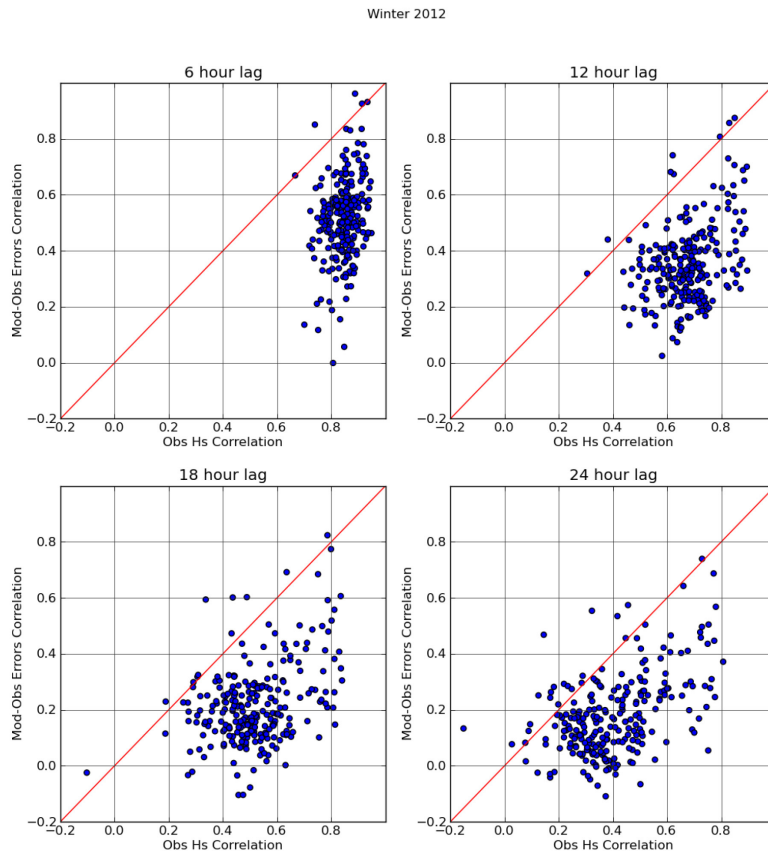 Winter 2012
6 hour lag
12 hour lag
0.8
0.6
0.4
0.2
0.0
−0.2
Mod-Obs Errors Correlation
−0.2 0.0 0.2 0.4 0.6 0.8
Obs Hs Correlation
0.8
0.6
0.4
0.2
0.0
−0.2
Mod-Obs Errors Correlation
−0.2 0.0 0.2 0.4 0.6 0.8
Obs Hs Correlation
18 hour lag
24 hour lag
0.8
0.6
0.4
0.2
0.0
−0.2
Mod-Obs Errors Correlation
−0.2 0.0 0.2 0.4 0.6 0.8
Obs Hs Correlation
0.8
0.6
0.4
0.2
0.0
−0.2
Mod-Obs Errors Correlation
−0.2 0.0 0.2 0.4 0.6 0.8
Obs Hs Correlation